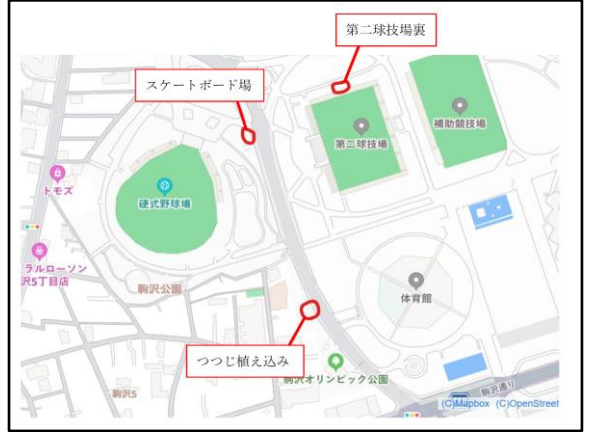 第二球技場裏
スケートボード場
補助競技場
第二球技場
トモズ
硬式野球場
ラルローソン
沢5丁目店
駒沢公園
体育館
つつじ植え込み
駒沢オリンピック公園
駒沢5
駒沢通り
(C)Mapbox (C)OpenStreet